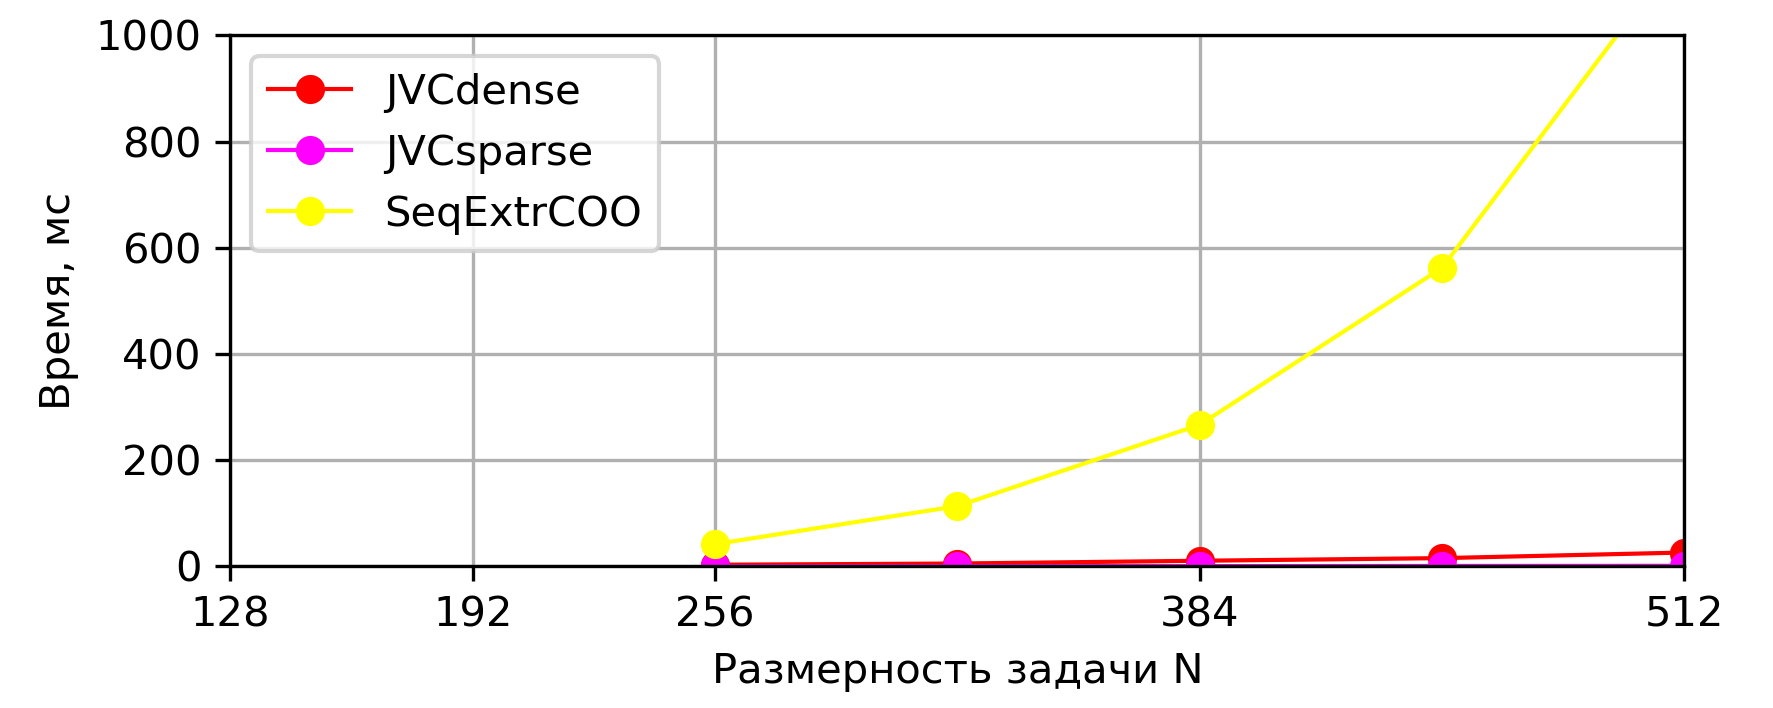 1000
800
600
400
200
0
Время, мс
JVCdense
JVCsparse
SeqExtrCOO
128 192 256 384 512
Размерность задачи N